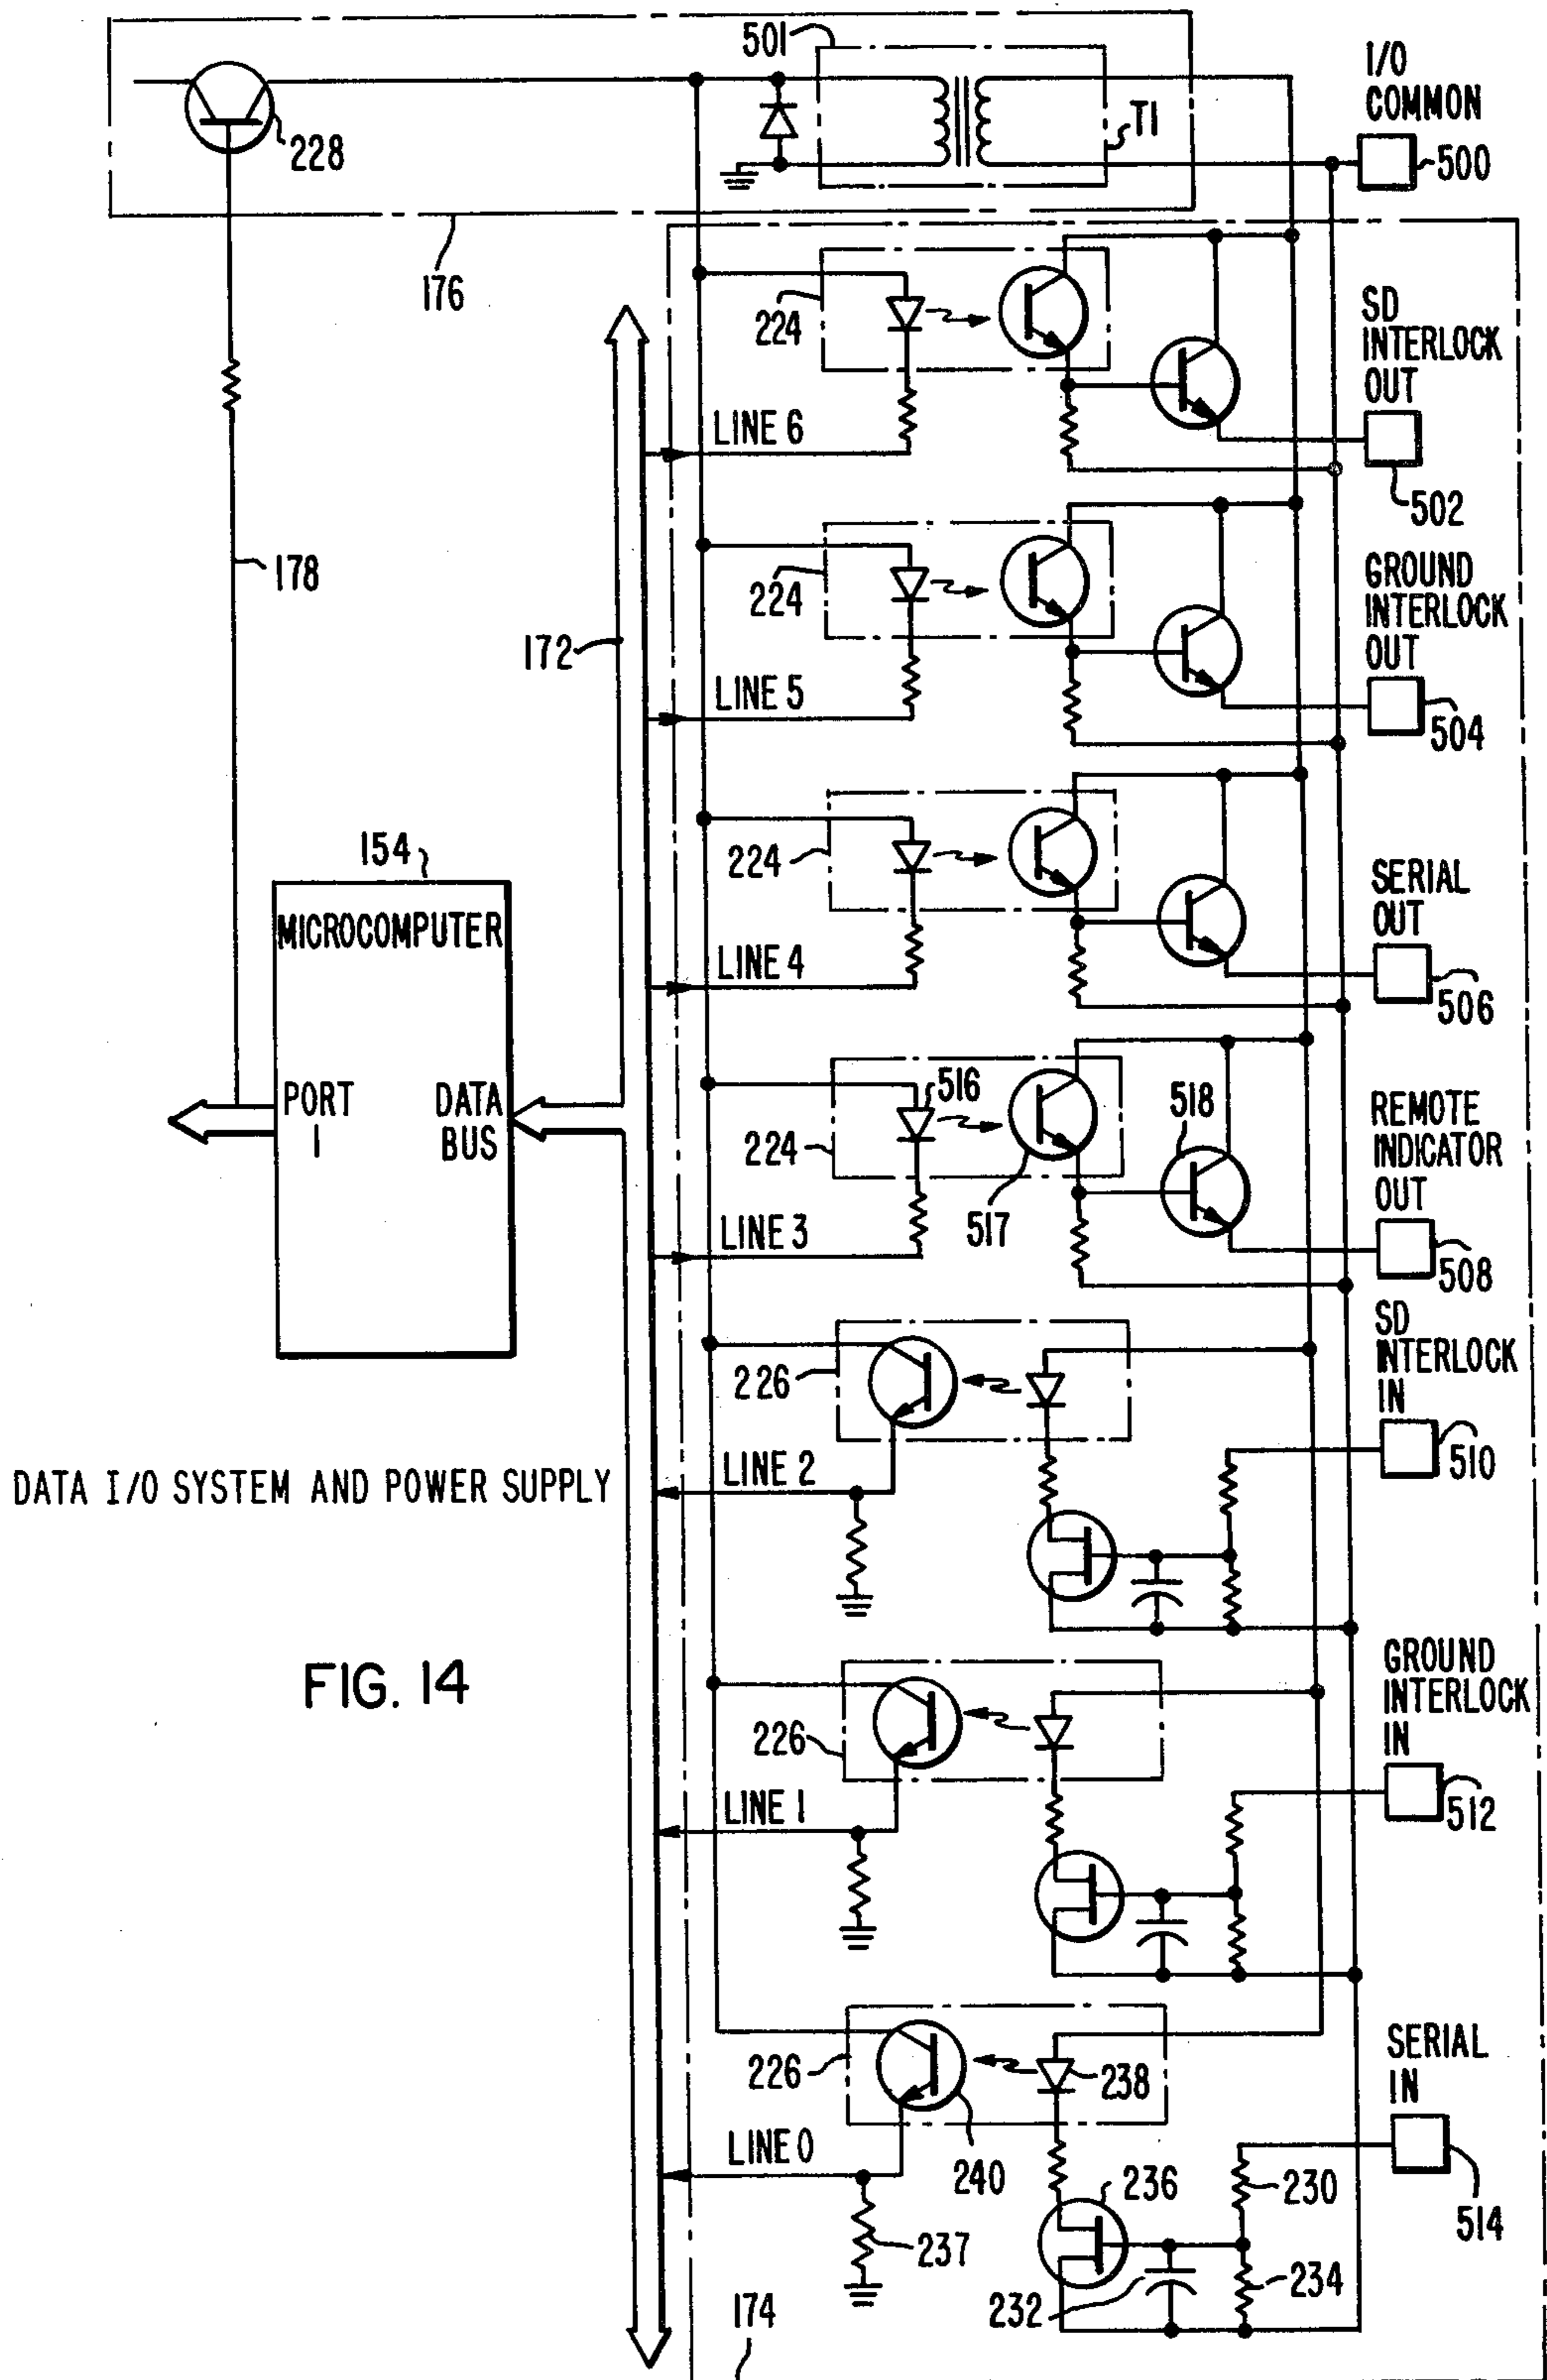 501
I/O
COMMON
T1
228
500
176
224
SD
INTERLOCK
OUT
LINE 6
502
178
224
GROUND
INTERLOCK
OUT
172
LINE 5
504
154
224
SERIAL
OUT
MICROCOMPUTER
LINE 4
506
PORT
1
DATA
BUS
516
518
REMOTE
INDICATOR
OUT
224
517
LINE 3
508
SD
INTERLOCK
IN
226
510
LINE 2
DATA I/O SYSTEM AND POWER SUPPLY
GROUND
INTERLOCK
IN
FIG. 14
226
LINE 1
512
SERIAL
IN
226
238
LINE 0
240
236
230
514
237
234
232
174